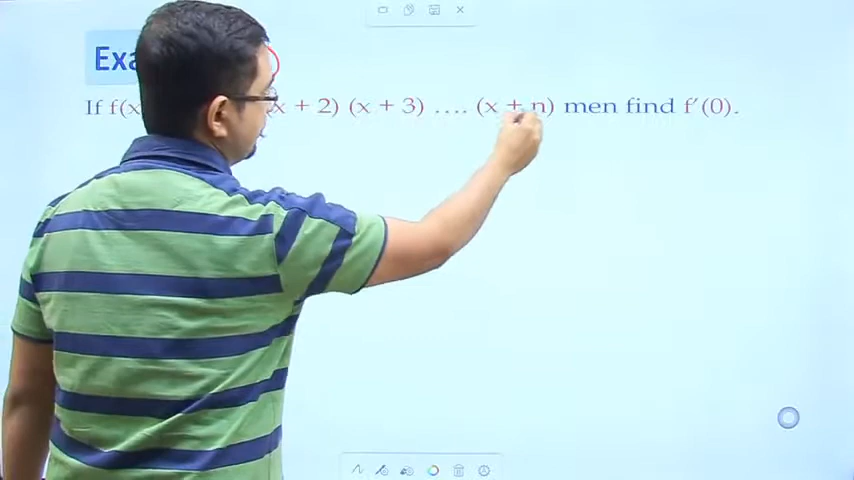 Exa
If f(x x + 2) (x + 3) .... (x + n) men find f'(0).